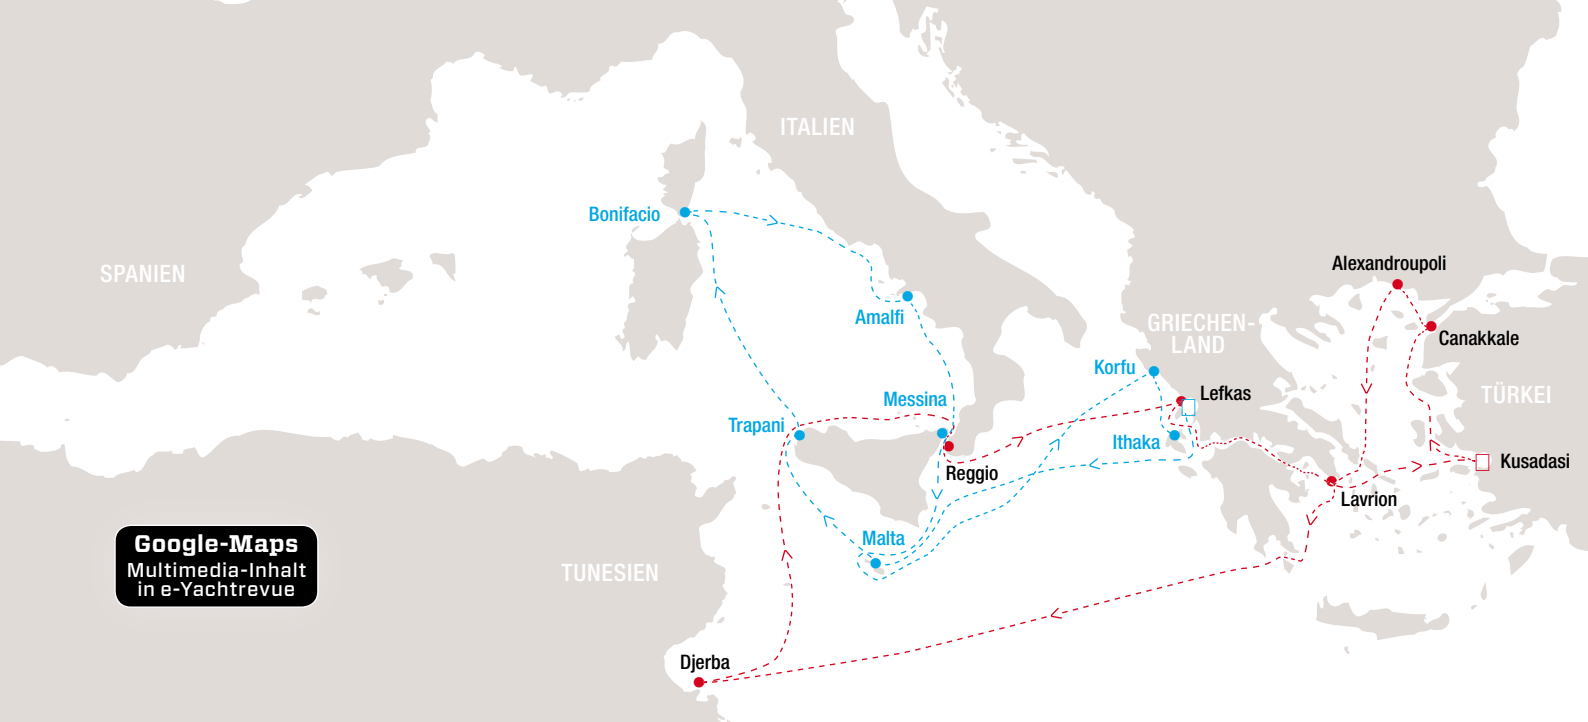 ITALIEN
Bonifacio
SPANIEN
Alexandroupoli
Amalfi
GRIECHEN-
LAND
Canakkale
Korfu
TÜRKEI
Messina
Lefkas
Trapani
Ithaka
Reggio
Kusadasi
Lavrion
Malta
Google-Maps
Multimedia-Inhalt
in e-Yachtrevue
TUNESIEN
Djerba